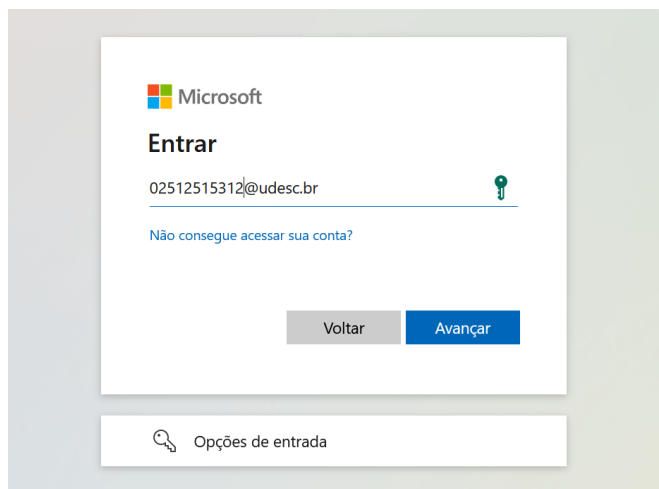 Microsoft
Entrar
02512515312@udesc.br
Não consegue acessar sua conta?
Voltar
Avançar
Opções de entrada